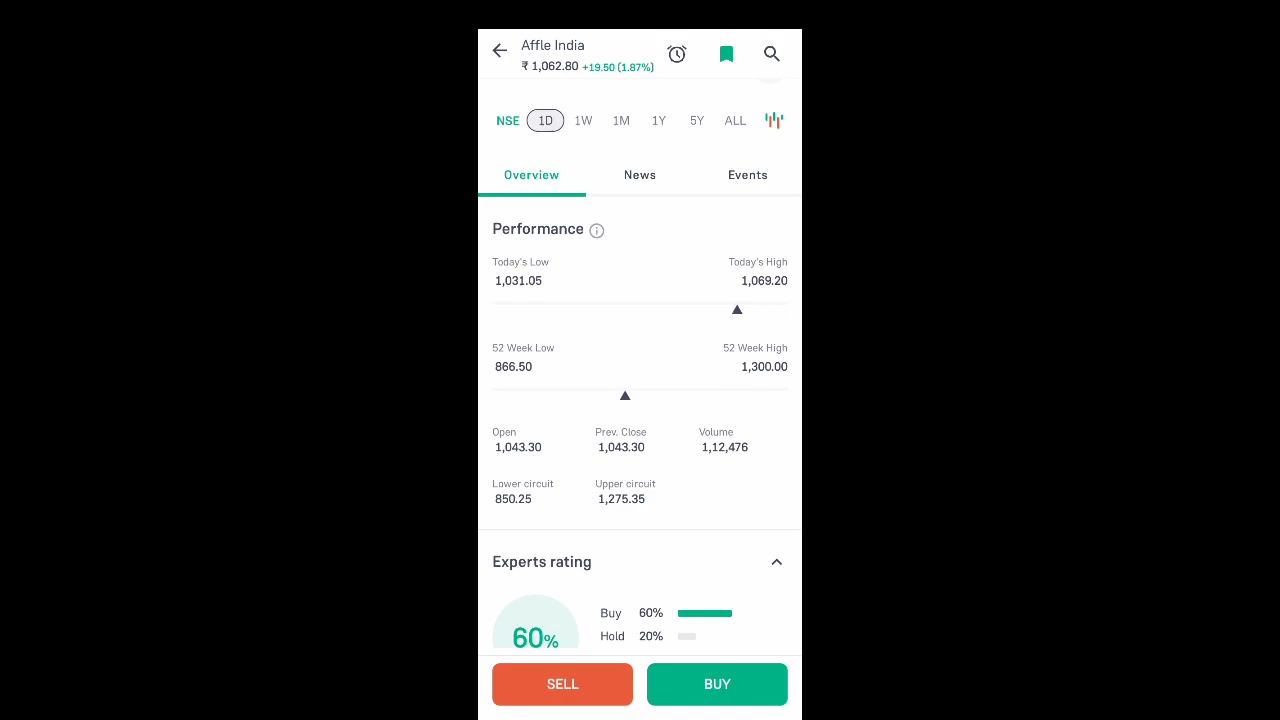 Affle India
₹ 1,062.80 +19.50 (1.87%)
NSE 1D 1W 1M 1Y 5Y ALL
Overview News Events
Performance
Today's Low Today's High
1,031.05 1,069.20
52 Week Low 52 Week High
866.50 1,300.00
Open Prev. Close Volume
1,043.30 1,043.30 1,12,476
Lower circuit Upper circuit
850.25 1,275.35
Experts rating
Buy 60%
60% Hold 20%
SELL BUY